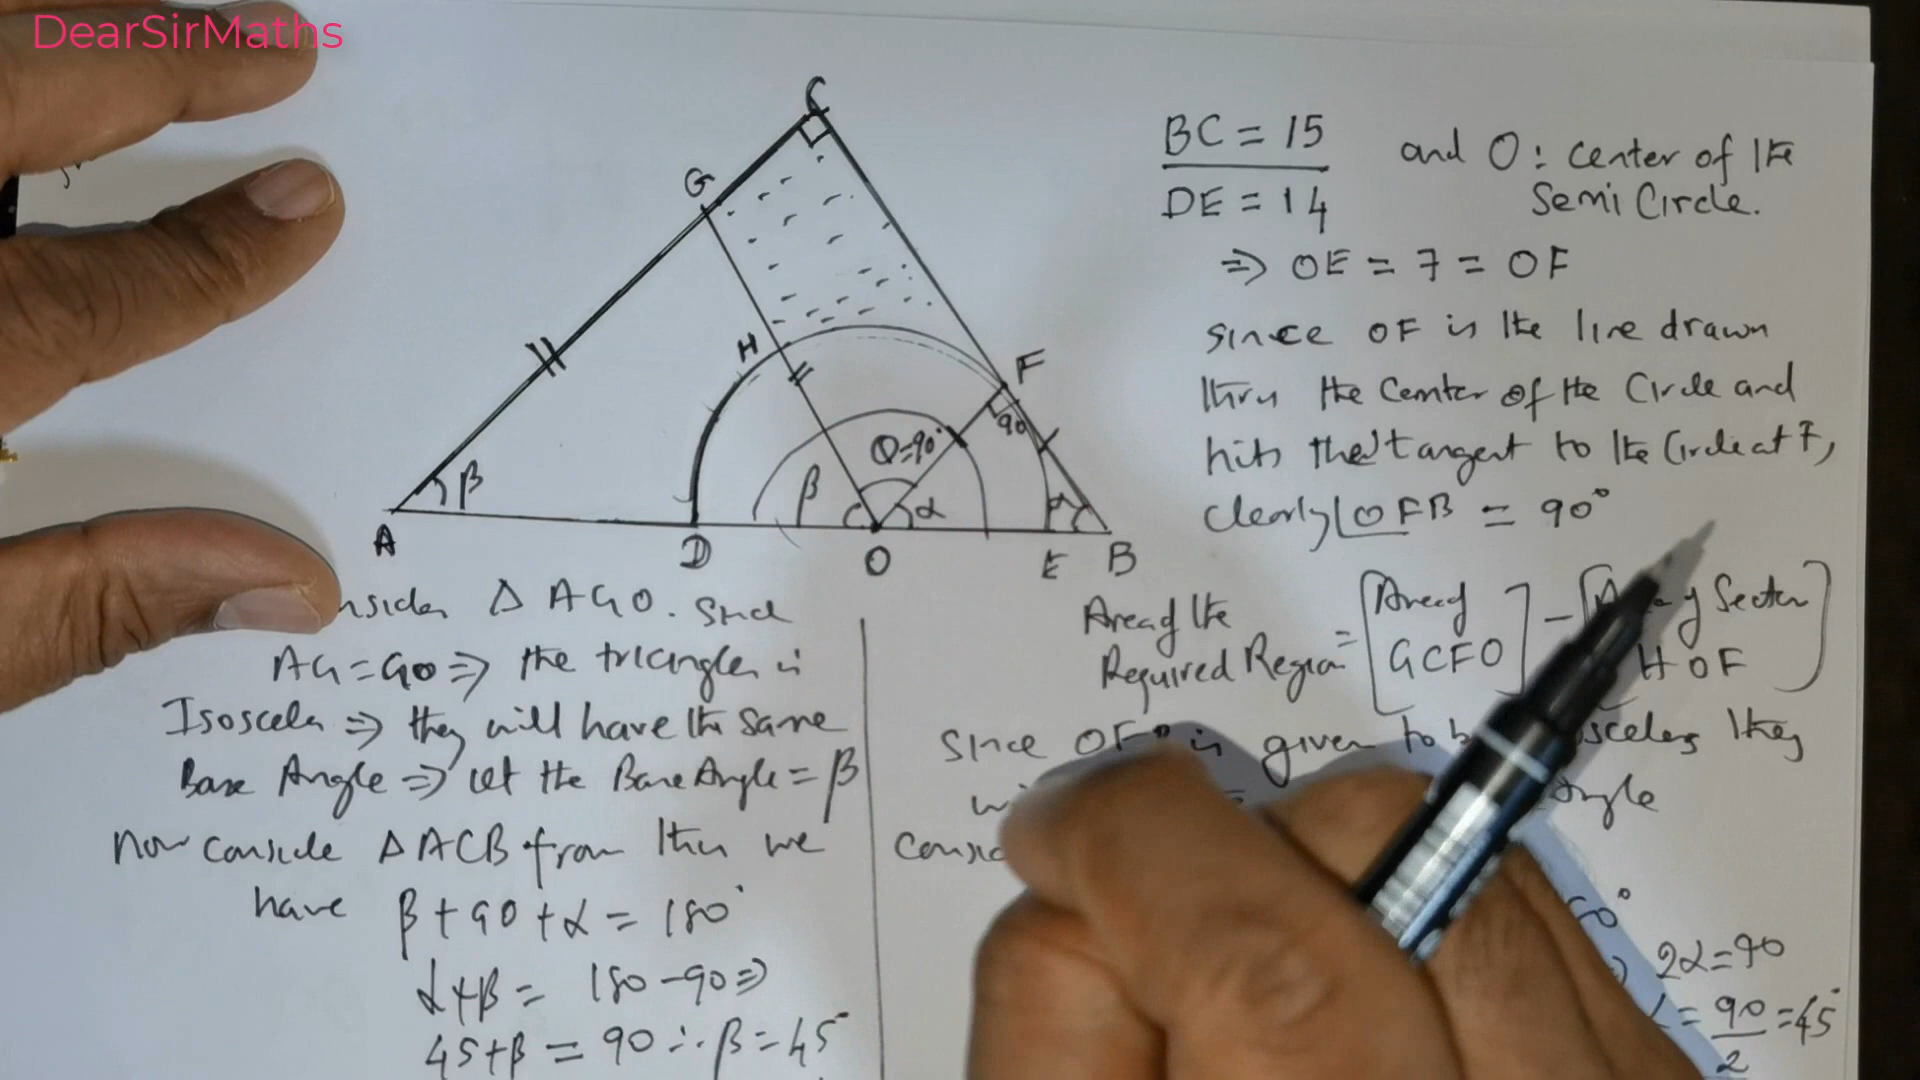 DearSirMaths
C
G
H
F
90
θ=90°
β
β
α
α
A
D
O
E
B
BC = 15
DE = 14
and O: Center of the
Semi Circle.
⇒ OE = 7 = OF
Since OF is the line drawn
thru the Center of the Circle and
hits the tangent to the Circle at F,
Clearly ∠OFB = 90°
Area of the
Required Region = [Area of GCFO] - [Sector HOF]
Since is given to they
Angle
2α=90
= 90/2 = 45°
Δ AGO. Since
AG=GO ⇒ the triangle is
Isosceles ⇒ they will have the same
Base Angle ⇒ Let the Base Angle = β
Now Conside Δ ACB from this we
have β + 90 + α = 180°
α+β = 180-90 ⇒
45+β = 90 ∴ β = 45°